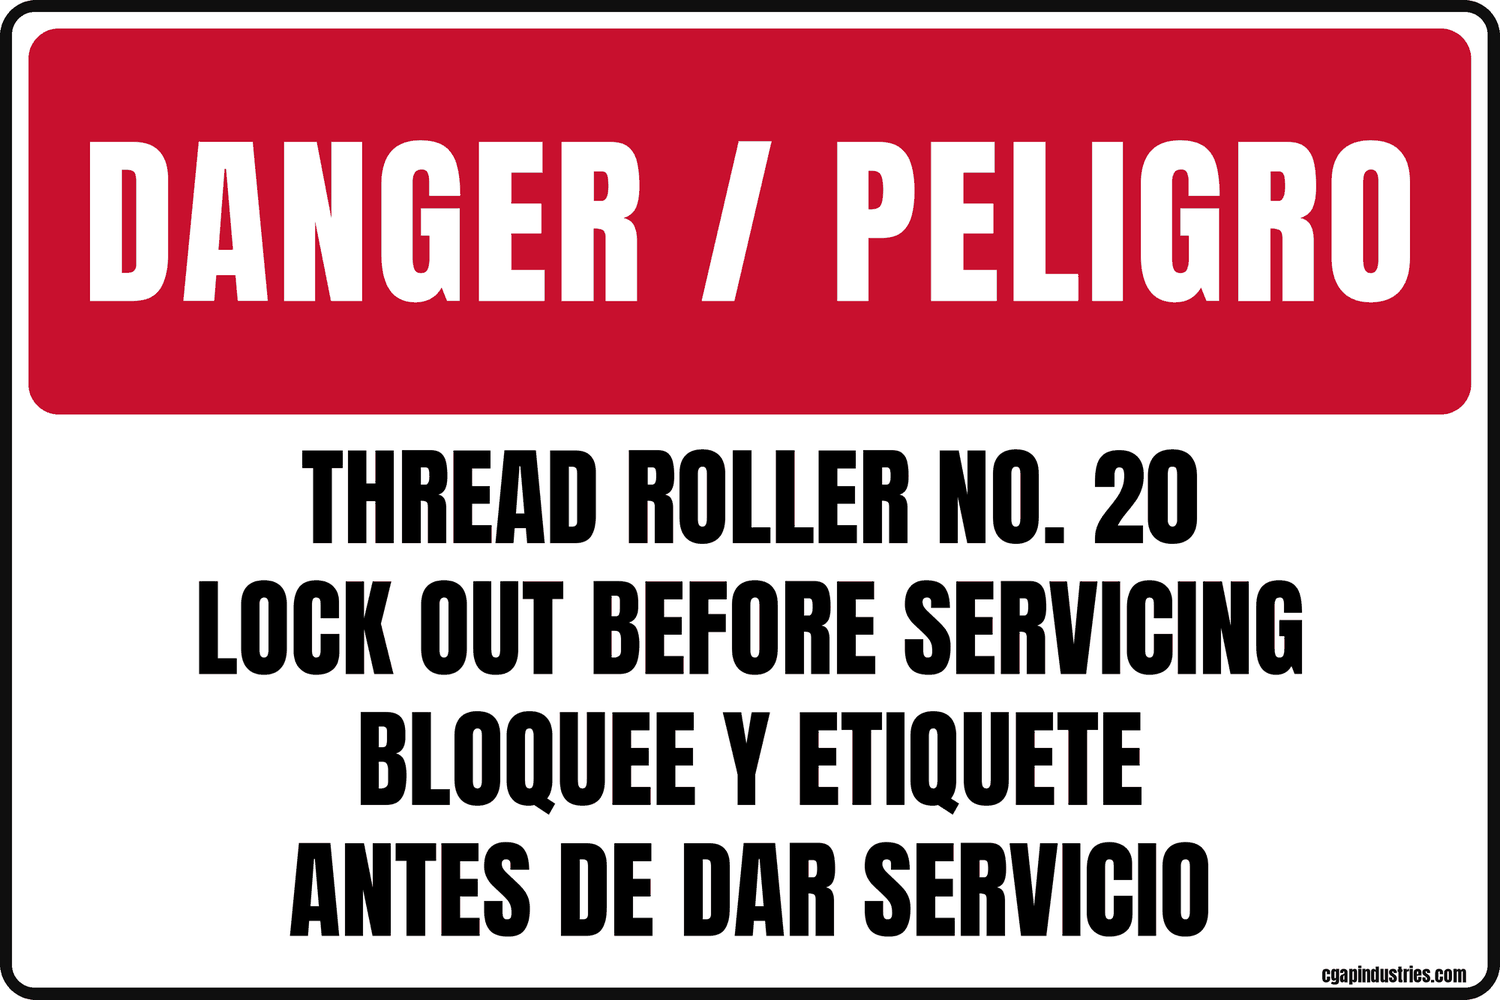 DANGER / PELIGRO
THREAD ROLLER NO. 20
LOCK OUT BEFORE SERVICING
BLOQUEE Y ETIQUETE
ANTES DE DAR SERVICIO
cgapindustries.com